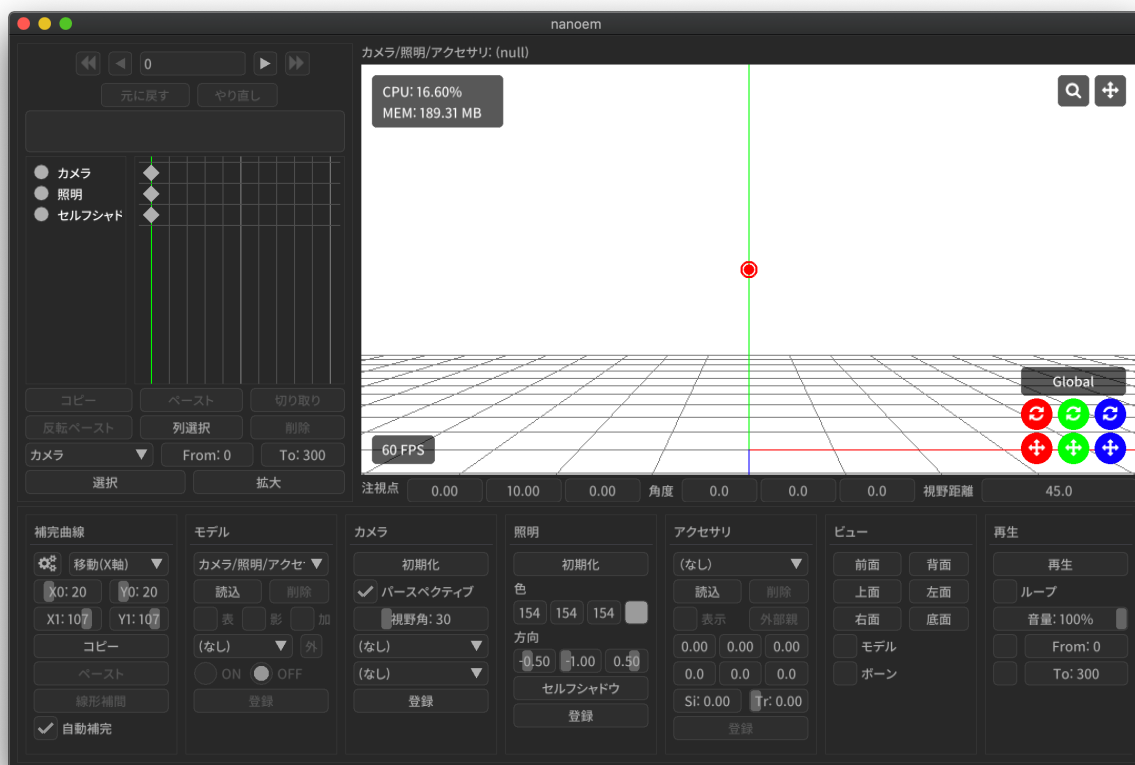 nanoem
0
元に戻す やり直し
カメラ
照明
セルフシャド
コピー ペースト 切り取り
反転ペースト 列選択 削除
カメラ From: 0 To: 300
選択 拡大
カメラ/照明/アクセサリ: (null)
CPU: 16.60%
MEM: 189.31 MB
Global
60 FPS
注視点 0.00 10.00 0.00 角度 0.0 0.0 0.0 視野距離 45.0
補完曲線
移動(X軸)
X0: 20 Y0: 20
X1: 107 Y1: 107
コピー
ペースト
線形補間
自動補完
モデル
カメラ/照明/アクセ
読込 削除
表 影 加
(なし) 外
ON OFF
登録
カメラ
初期化
パースペクティブ
視野角: 30
(なし)
(なし)
登録
照明
初期化
色
154 154 154
方向
-0.50 -1.00 0.50
セルフシャドウ
登録
アクセサリ
(なし)
読込 削除
表示 外部親
0.00 0.00 0.00
0.0 0.0 0.0
Si: 0.00 Tr: 0.00
登録
ビュー
前面 背面
上面 左面
右面 底面
モデル
ボーン
再生
再生
ループ
音量: 100%
From: 0
To: 300